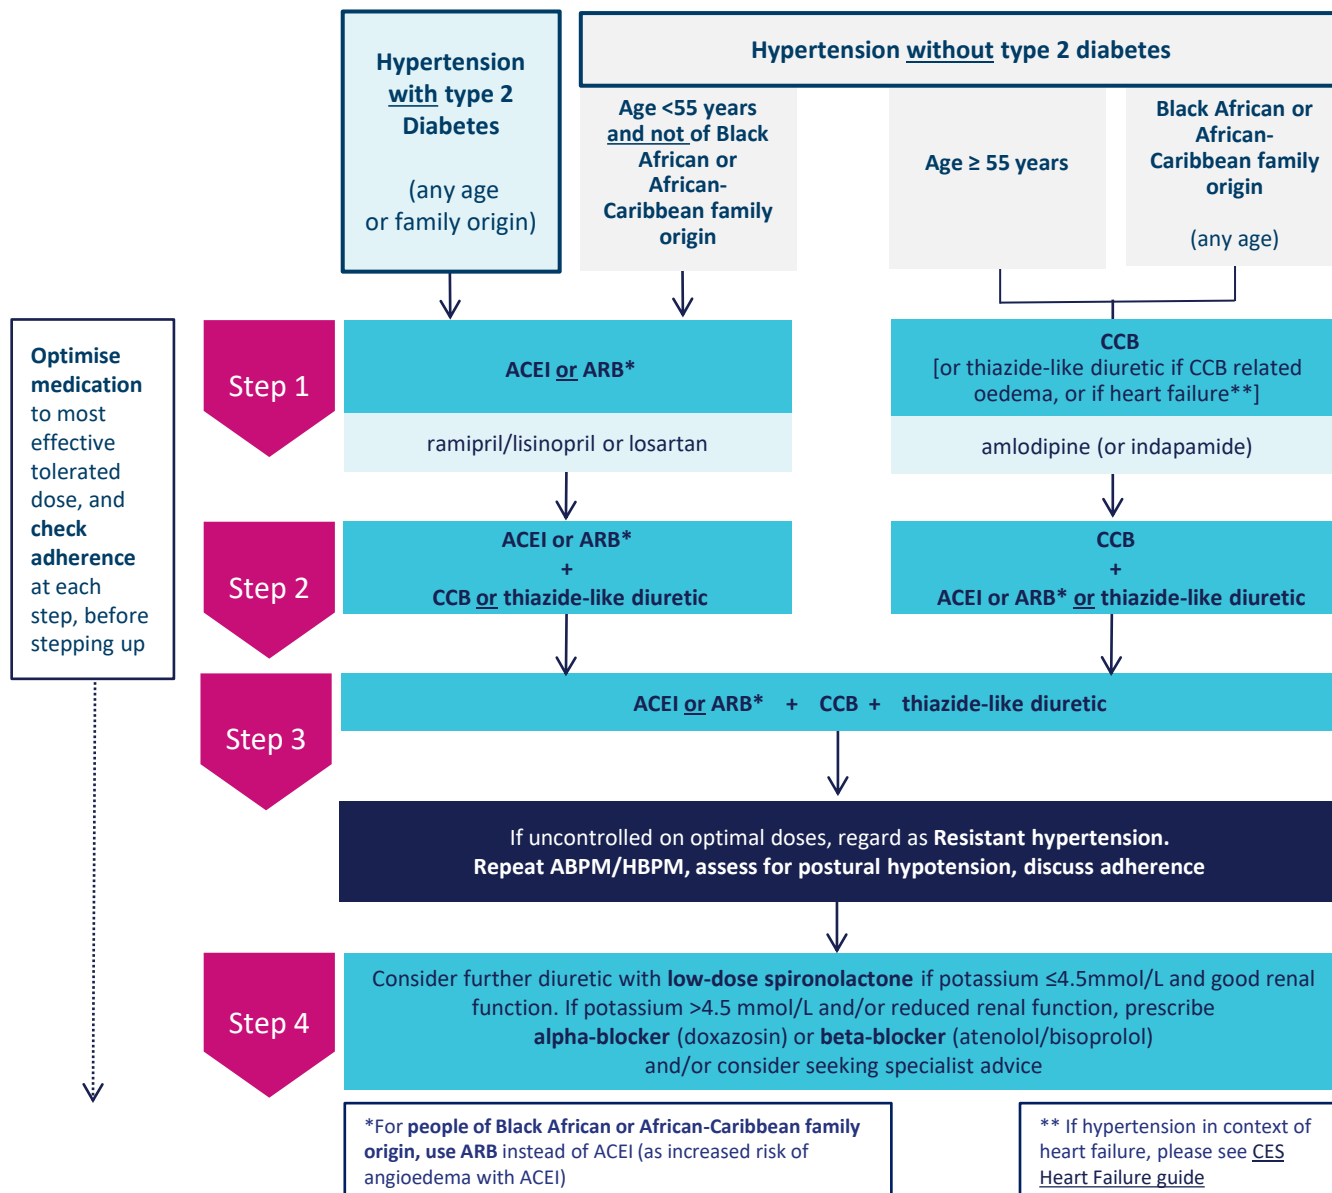 Hypertension
with type 2
Diabetes
(any age
or family origin)
Hypertension without type 2 diabetes
Age <55 years
and not of Black
African or
African-
Caribbean family
origin
Age ≥ 55 years
Black African or
African-
Caribbean family
origin
(any age)
Optimise
medication
to most
effective
tolerated
dose, and
check
adherence
at each
step, before
stepping up
Step 1
ACEI or ARB*
ramipril/lisinopril or losartan
CCB
[or thiazide-like diuretic if CCB related
oedema, or if heart failure**]
amlodipine (or indapamide)
Step 2
ACEI or ARB*
+
CCB or thiazide-like diuretic
CCB
+
ACEI or ARB* or thiazide-like diuretic
Step 3
ACEI or ARB* + CCB + thiazide-like diuretic
If uncontrolled on optimal doses, regard as Resistant hypertension.
Repeat ABPM/HBPM, assess for postural hypotension, discuss adherence
Step 4
Consider further diuretic with low-dose spironolactone if potassium ≤4.5mmol/L and good renal
function. If potassium >4.5 mmol/L and/or reduced renal function, prescribe
alpha-blocker (doxazosin) or beta-blocker (atenolol/bisoprolol)
and/or consider seeking specialist advice
*For people of Black African or African-Caribbean family
origin, use ARB instead of ACEI (as increased risk of
angioedema with ACEI)
** If hypertension in context of
heart failure, please see CES
Heart Failure guide